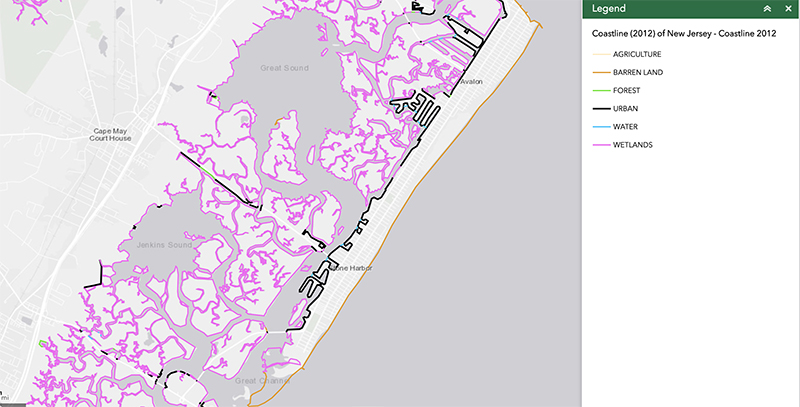 Great Sound
Avalon
Cape May
Court House
Jenkins Sound
Stone Harbor
Great Channel
mi
Legend
Coastline (2012) of New Jersey - Coastline 2012
AGRICULTURE
BARREN LAND
FOREST
URBAN
WATER
WETLANDS